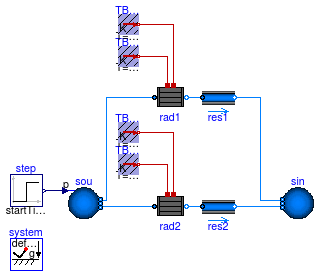 TB...
TB...
T=...
rad1
res1
step
startTi...
p
sou
TB...
TB...
T=...
rad2
res2
sin
system
def...
g